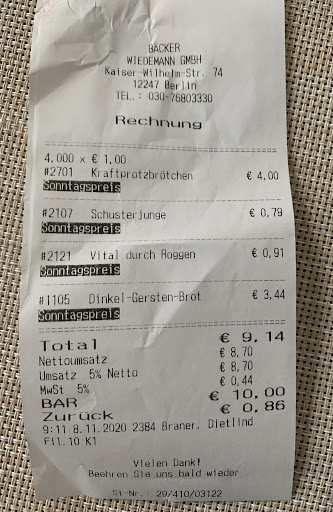 BÄCKER
WIEDEMANN GMBH
Kaiser-Wilhelm-Str. 74
12247 Berlin
TEL.: 030-76803330
Rechnung
4,000 x € 1,00
#2701 Kraftprotzbrötchen € 4,00
Sonntagspreis
#2107 Schusterjunge € 0,79
Sonntagspreis
#2121 Vital durch Roggen € 0,91
Sonntagspreis
#1105 Dinkel-Gersten-Brot € 3,44
Sonntagspreis
Total € 9,14
Nettoumsatz € 8,70
Umsatz 5% Netto € 8,70
MwSt 5% € 0,44
BAR € 10,00
Zurück € 0,86
9:11 8.11.2020 2384 Braner, Dietlind
Fil.10 K1
Vielen Dank!
Beehren Sie uns bald wieder
St-Nr.: 29/410/03122